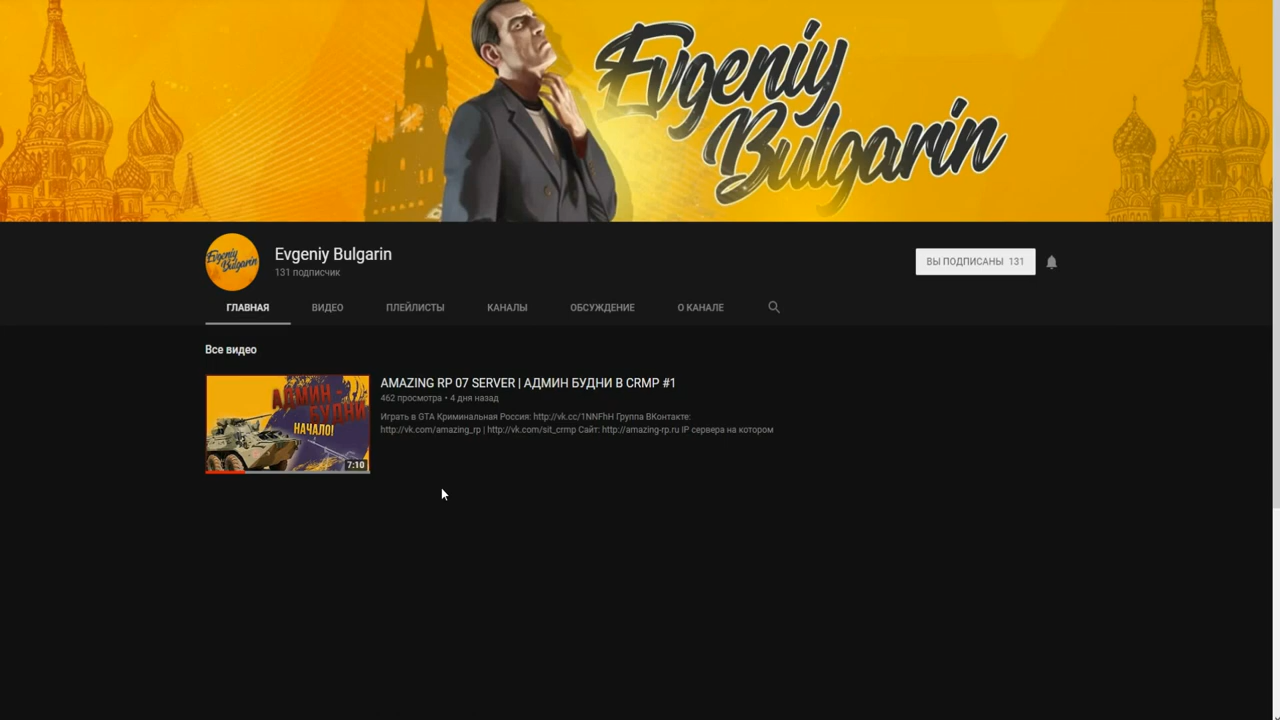 Evgeniy
Bulgarin
Evgeniy
Bulgarin
Evgeniy Bulgarin
131 подписчик
ВЫ ПОДПИСАНЫ 131
ГЛАВНАЯ ВИДЕО ПЛЕЙЛИСТЫ КАНАЛЫ ОБСУЖДЕНИЕ О КАНАЛЕ
Все видео
АДМИН -
БУДНИ
НАЧАЛО!
7:10
AMAZING RP 07 SERVER | АДМИН БУДНИ В CRMP #1
462 просмотра • 4 дня назад
Играть в GTA Криминальная Россия: http://vk.cc/1NNFhH Группа ВКонтакте:
http://vk.com/amazing_rp | http://vk.com/sit_crmp Сайт: http://amazing-rp.ru IP сервера на котором